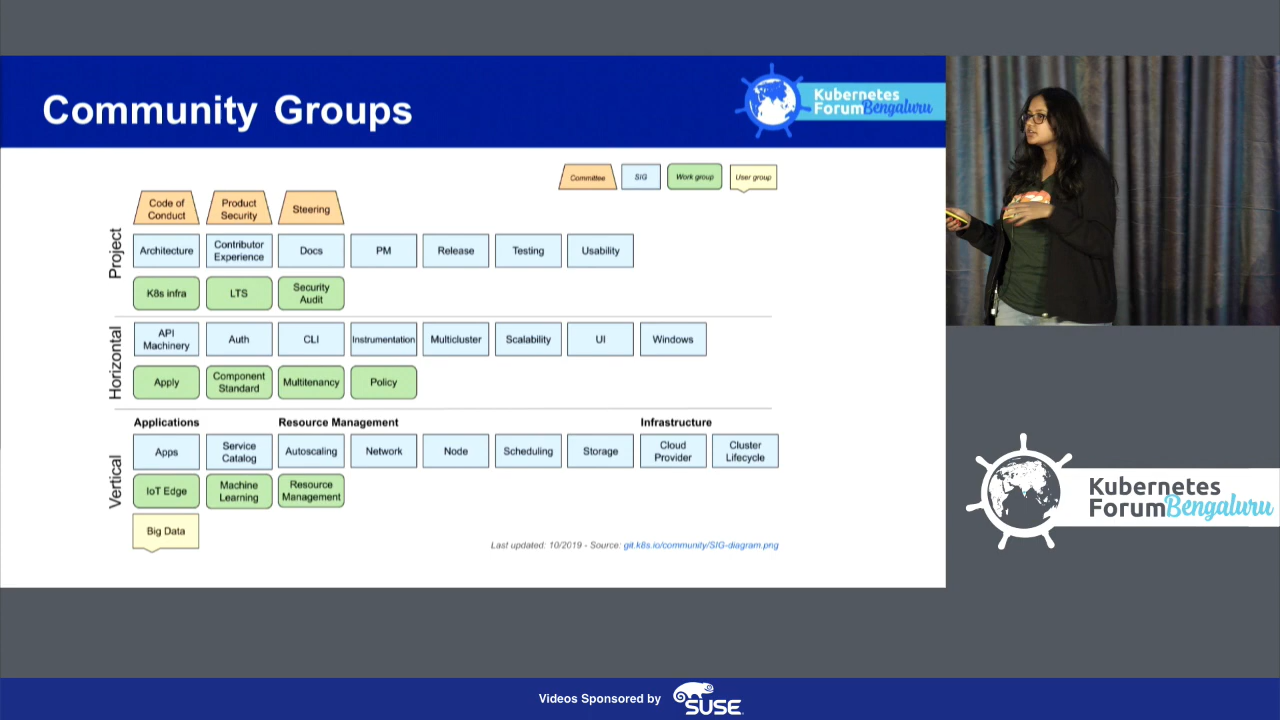 Community Groups
Kubernetes
Forum Bengaluru
Committee
SIG
Work group
User group
Project
Code of
Conduct
Product
Security
Steering
Architecture
Contributor
Experience
Docs
PM
Release
Testing
Usability
K8s infra
LTS
Security
Audit
Horizontal
API
Machinery
Auth
CLI
Instrumentation
Multicluster
Scalability
UI
Windows
Apply
Component
Standard
Multitenancy
Policy
Vertical
Applications
Resource Management
Infrastructure
Apps
Service
Catalog
Autoscaling
Network
Node
Scheduling
Storage
Cloud
Provider
Cluster
Lifecycle
IoT Edge
Machine
Learning
Resource
Management
Big Data
Last updated: 10/2019 - Source: git.k8s.io/community/SIG-diagram.png
Kubernetes
Forum Bengaluru
Videos Sponsored by
SUSE